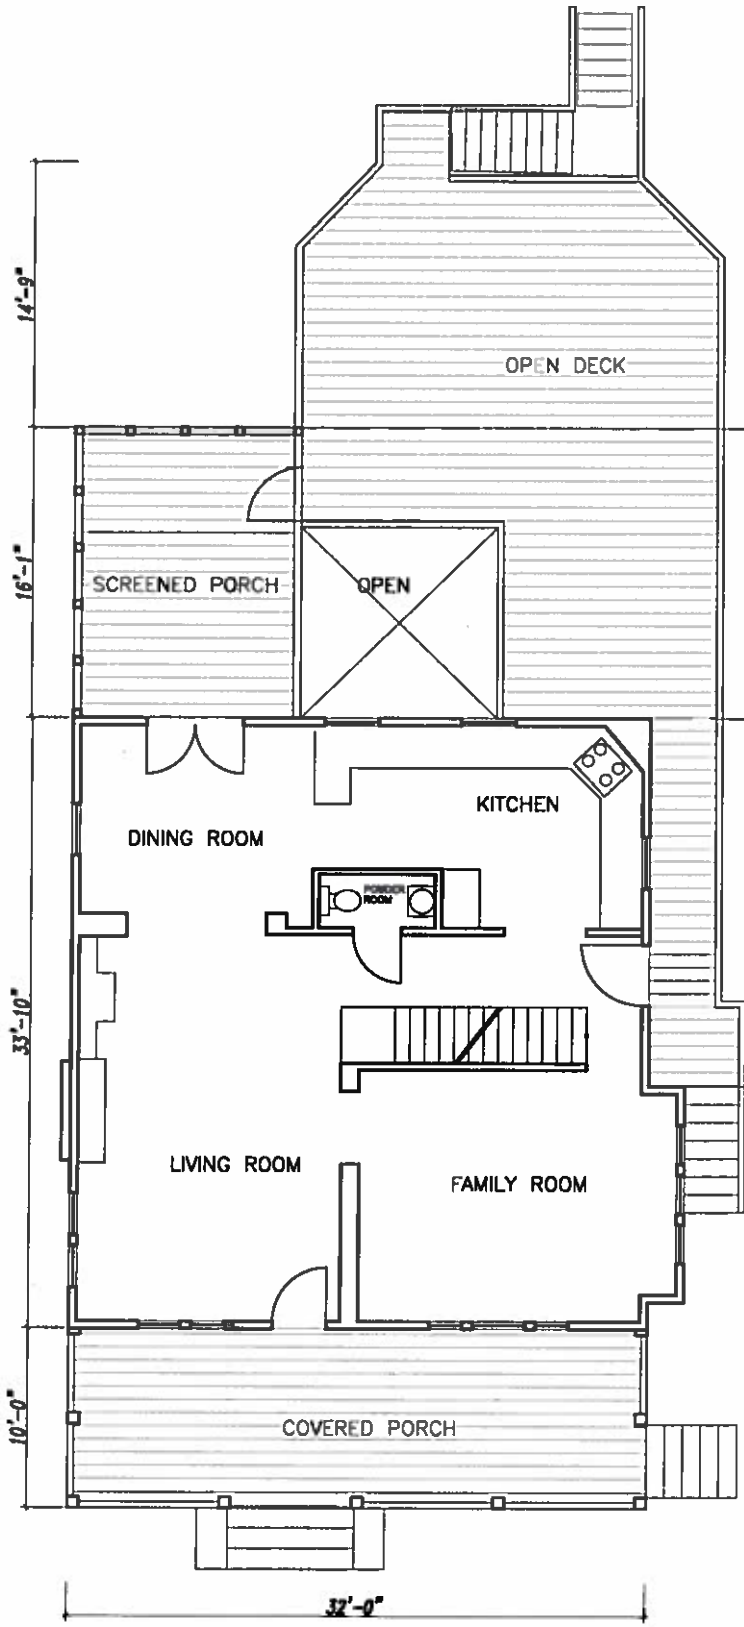 14'-9"
OPEN DECK
16'-1"
SCREENED PORCH
OPEN
KITCHEN
DINING ROOM
POWDER
ROOM
33'-10"
LIVING ROOM
FAMILY ROOM
10'-0"
COVERED PORCH
32'-0"